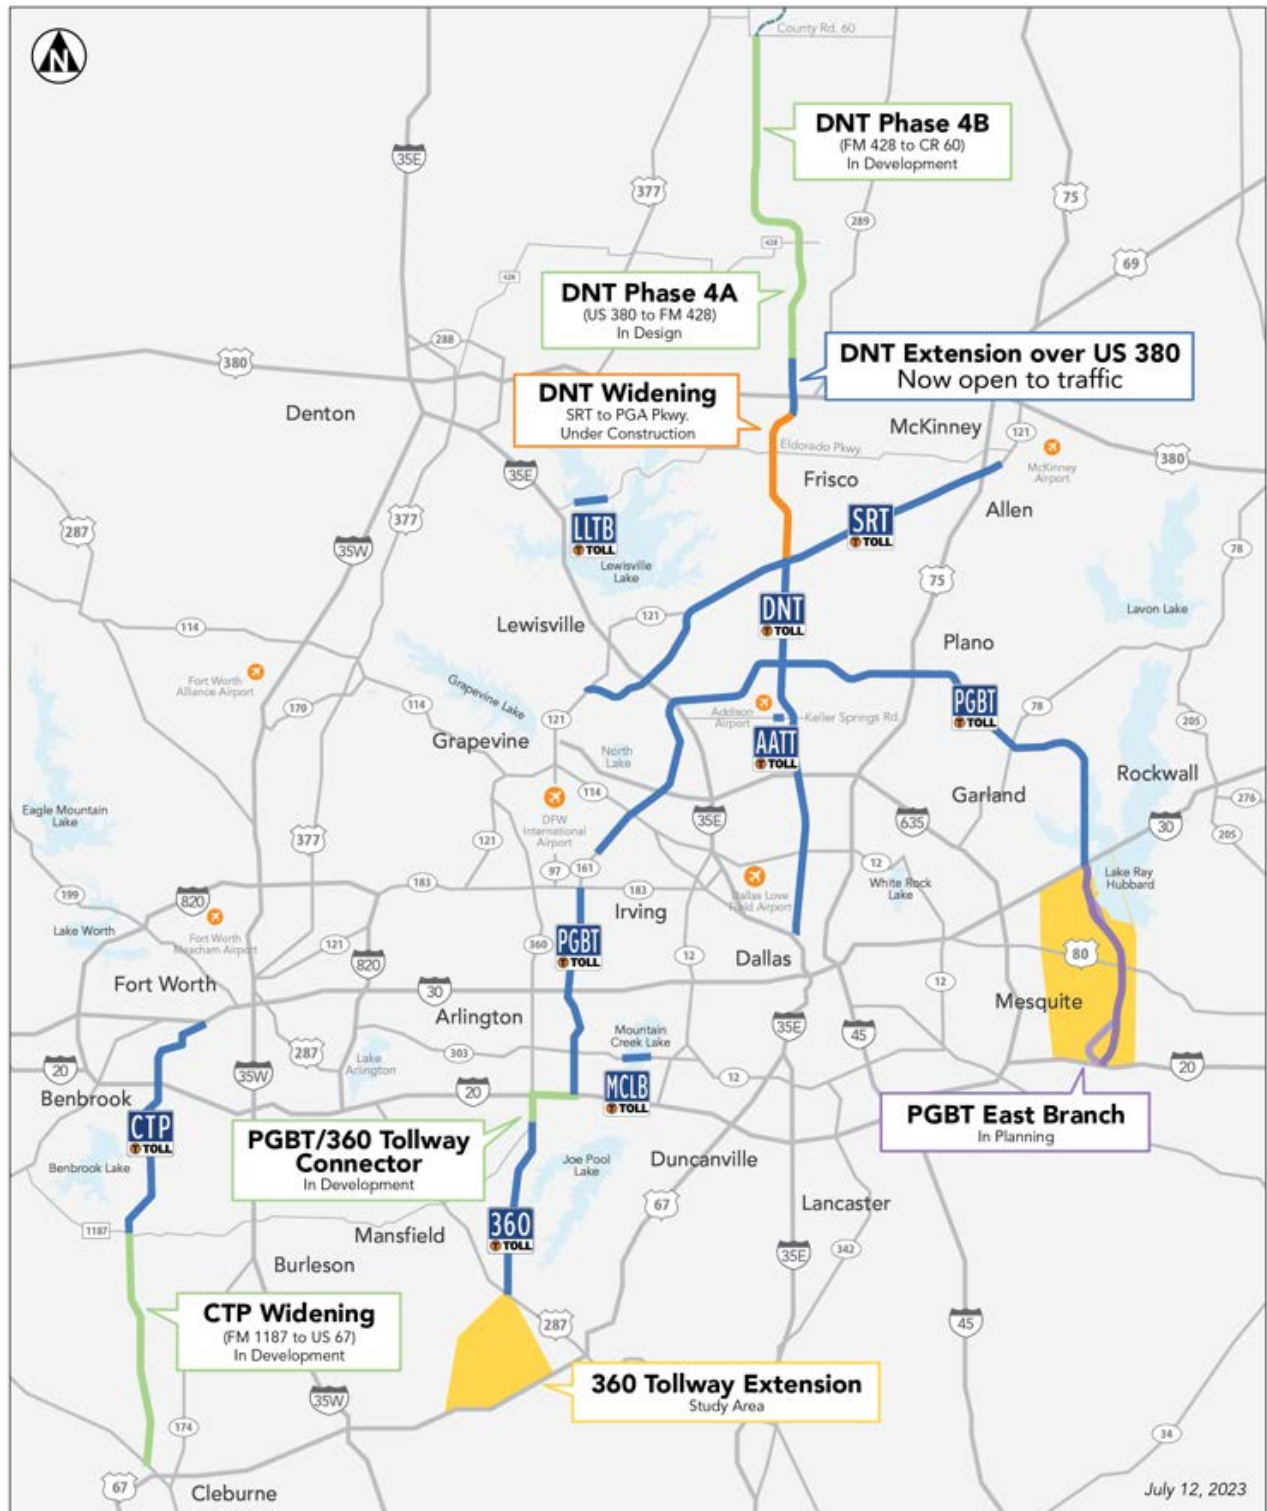 N
County Rd. 60
DNT Phase 4B
(FM 428 to CR 60)
In Development
35E
377
75
289
428
69
428
DNT Phase 4A
(US 380 to FM 428)
In Design
288
380
DNT Extension over US 380
Now open to traffic
DNT Widening
SRT to PGA Pkwy.
Under Construction
Denton
McKinney
121
Eldorado Pkwy.
McKinney
Airport
380
35E
Frisco
Allen
LLTB
TOLL
SRT
TOLL
377
287
35W
78
Lewisville
Lake
75
DNT
TOLL
Lavon Lake
114
Lewisville
121
Plano
Fort Worth
Alliance Airport
Grapevine Lake
170
114
121
Addison
Airport
Keller Springs Rd.
PGBT
TOLL
78
205
Grapevine
North
Lake
AATT
TOLL
Rockwall
Eagle Mountain
Lake
DFW
International
Airport
114
Garland
276
35E
635
30
205
377
121
97
161
12
183
183
Dallas Love
Field Airport
White Rock
Lake
Lake Ray
Hubbard
199
820
Irving
Lake Worth
Fort Worth
Meacham Airport
121
360
PGBT
TOLL
80
820
12
Dallas
12
Fort Worth
30
Mesquite
Arlington
35E
45
Mountain
Creek Lake
287
Lake
Arlington
303
20
35W
20
MCLB
TOLL
12
20
Benbrook
CTP
TOLL
PGBT East Branch
In Planning
PGBT/360 Tollway
Connector
In Development
Benbrook Lake
Joe Pool
Lake
Duncanville
67
Lancaster
1187
Mansfield
360
TOLL
35E
342
Burleson
CTP Widening
(FM 1187 to US 67)
In Development
287
45
360 Tollway Extension
Study Area
35W
174
34
67
Cleburne
July 12, 2023